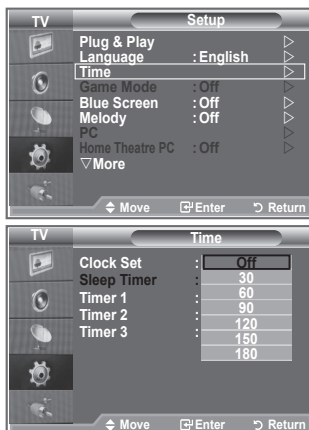 TV Setup
Plug & Play
Language : English
Time
Game Mode : Off
Blue Screen : Off
Melody : Off
PC
Home Theatre PC : Off
▽More
Move Enter Return
TV Time
Clock Set : Off
Sleep Timer : 30
Timer 1 : 60
Timer 2 : 90
Timer 3 : 120
150
180
Move Enter Return